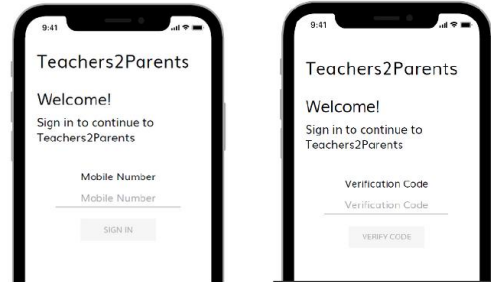 9:41
Teachers2Parents
Welcome!
Sign in to continue to
Teachers2Parents
Mobile Number
Mobile Number
SIGN IN
9:41
Teachers2Parents
Welcome!
Sign in to continue to
Teachers2Parents
Verification Code
Verification Code
VERIFY CODE